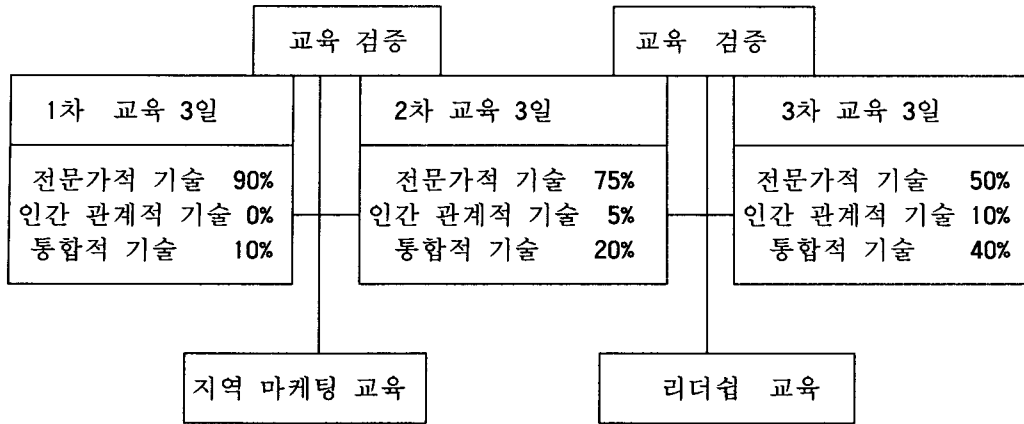 교육 검증
교육 검증
1차 교육 3일
전문가적 기술 90%
인간 관계적 기술 0%
통합적 기술 10%
2차 교육 3일
전문가적 기술 75%
인간 관계적 기술 5%
통합적 기술 20%
3차 교육 3일
전문가적 기술 50%
인간 관계적 기술 10%
통합적 기술 40%
지역 마케팅 교육
리더쉽 교육